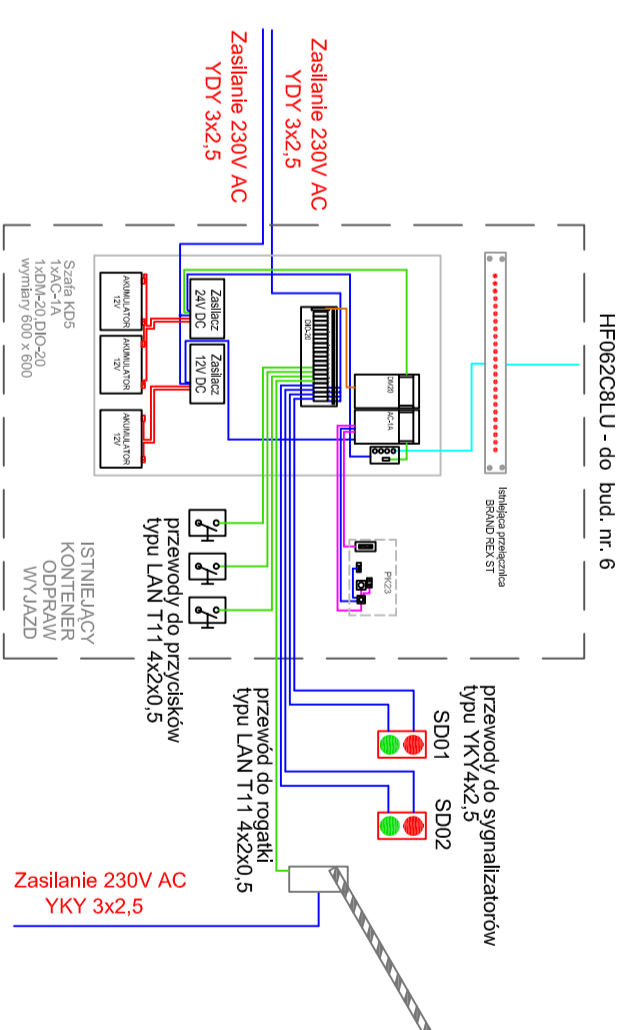 HF062C8LU - do bud. nr. 6
Zasilanie 230V AC
YDY 3x2,5
Zasilanie 230V AC
YDY 3x2,5
Istniejąca przełącznica
BRAND REX ST
DM20
AC-1A
DIO-20
Zasilacz
24V DC
Zasilacz
12V DC
AKUMULATOR
12V
AKUMULATOR
12V
AKUMULATOR
12V
Szafa KD5
1xAC-1A
1xDM-20,DIO-20
wymiary 600 x 600
PK23
ISTNIEJĄCY
KONTENER
ODPRAW
WYJAZD
przewody do przycisków
typu LAN T11 4x2x0,5
przewody do sygnalizatorów
typu YKY4x2,5
SD01
SD02
przewód do rogatki
typu LAN T11 4x2x0,5
Zasilanie 230V AC
YKY 3x2,5